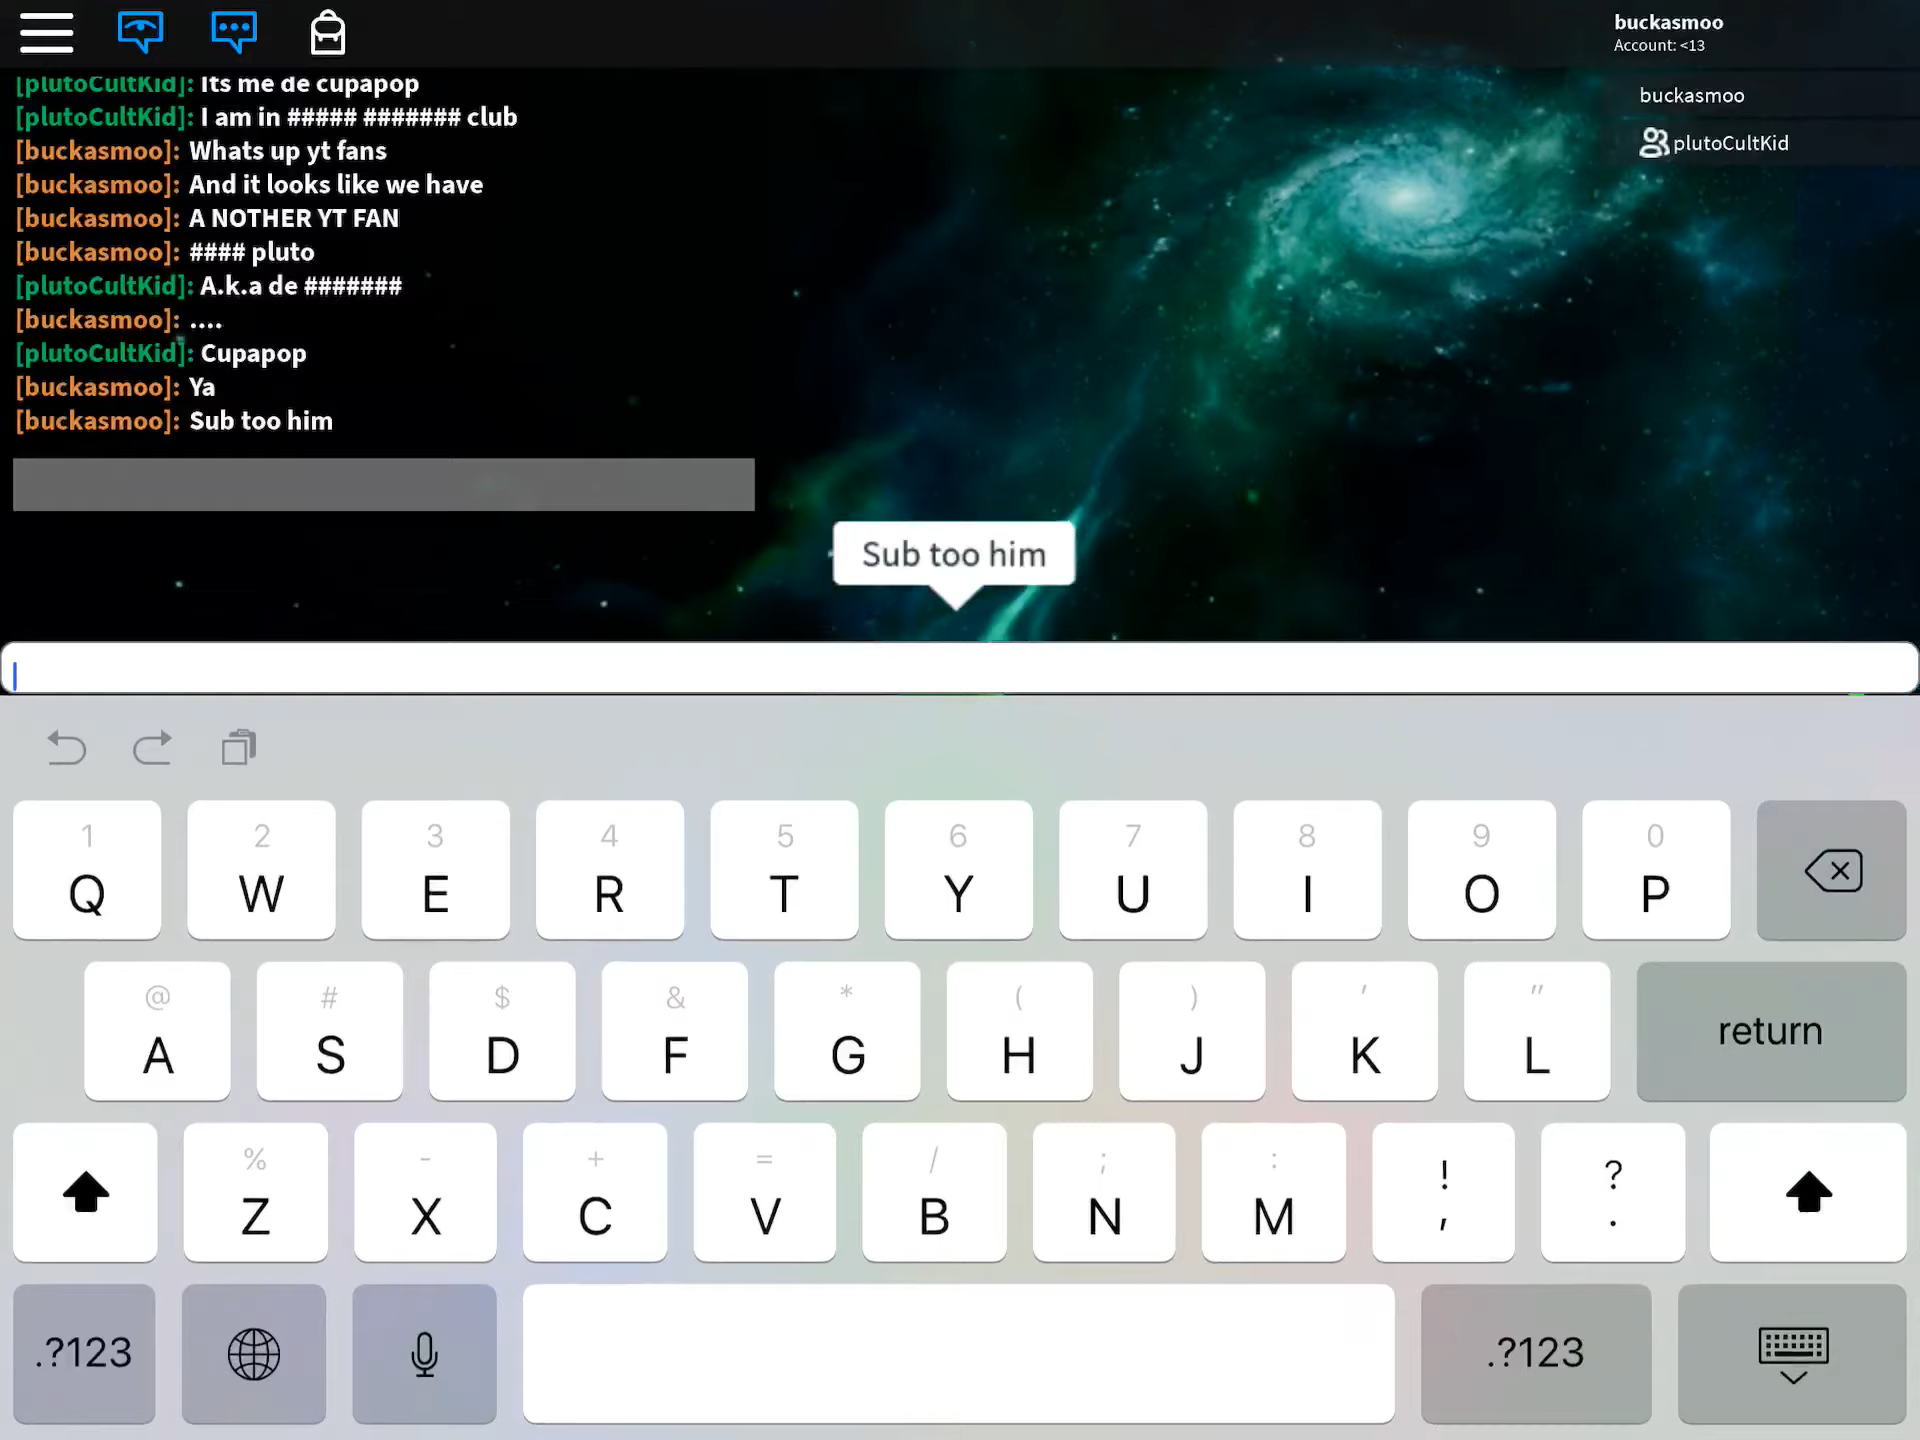 buckasmoo
Account: <13
buckasmoo
plutoCultKid
[plutoCultKid]: Its me de cupapop
[plutoCultKid]: I am in ##### ####### club
[buckasmoo]: Whats up yt fans
[buckasmoo]: And it looks like we have
[buckasmoo]: A NOTHER YT FAN
[buckasmoo]: #### pluto
[plutoCultKid]: A.k.a de #######
[buckasmoo]: ....
[plutoCultKid]: Cupapop
[buckasmoo]: Ya
[buckasmoo]: Sub too him
Sub too him
1 2 3 4 5 6 7 8 9 0
Q W E R T Y U I O P
@ # $ & * ( ) ' "
A S D F G H J K L return
% - + = / ; : ! ?
Z X C V B N M , .
.?123 .?123